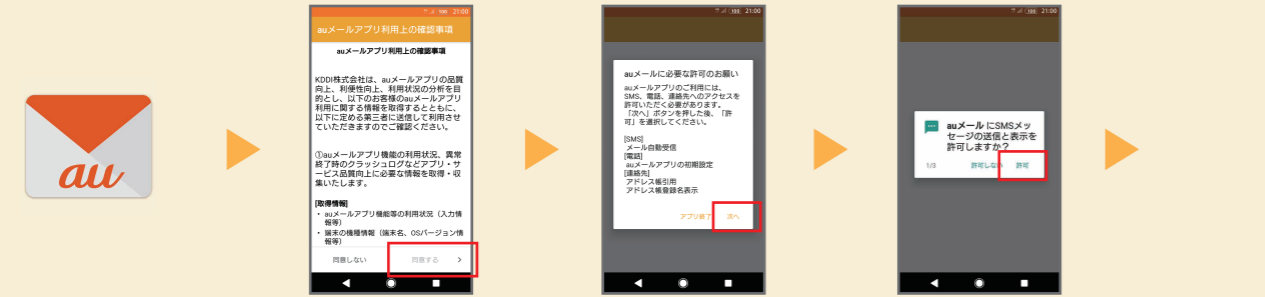 au
100 21:00
auメールアプリ利用上の確認事項
auメールアプリ利用上の確認事項
KDDI株式会社は、auメールアプリの品質
向上、利便性向上、利用状況の分析を目
的とし、以下のお客様のauメールアプリ
利用に関する情報を取得するとともに、
以下に定める第三者に送信して利用させ
ていただきますのでご確認ください。
①auメールアプリ機能の利用状況、異常
終了時のクラッシュログなどアプリ・サ
ービス品質向上に必要な情報を取得・収
集いたします。
[取得情報]
・ auメールアプリ機能等の利用状況（入力情
報等）
・ 端末の機種情報（端末名、OSバージョン情
報等）
同意しない 同意する >
100 21:00
auメールに必要な許可のお願い
auメールアプリのご利用には、
SMS、電話、連絡先へのアクセスを
許可いただく必要があります。
「次へ」ボタンを押した後、「許
可」を選択してください。
[SMS]
メール自動受信
[電話]
auメールアプリの初期設定
[連絡先]
アドレス帳引用
アドレス帳登録名表示
アプリ終了 次へ
100 21:00
auメール にSMSメッ
セージの送信と表示を
許可しますか？
1/3 許可しない 許可